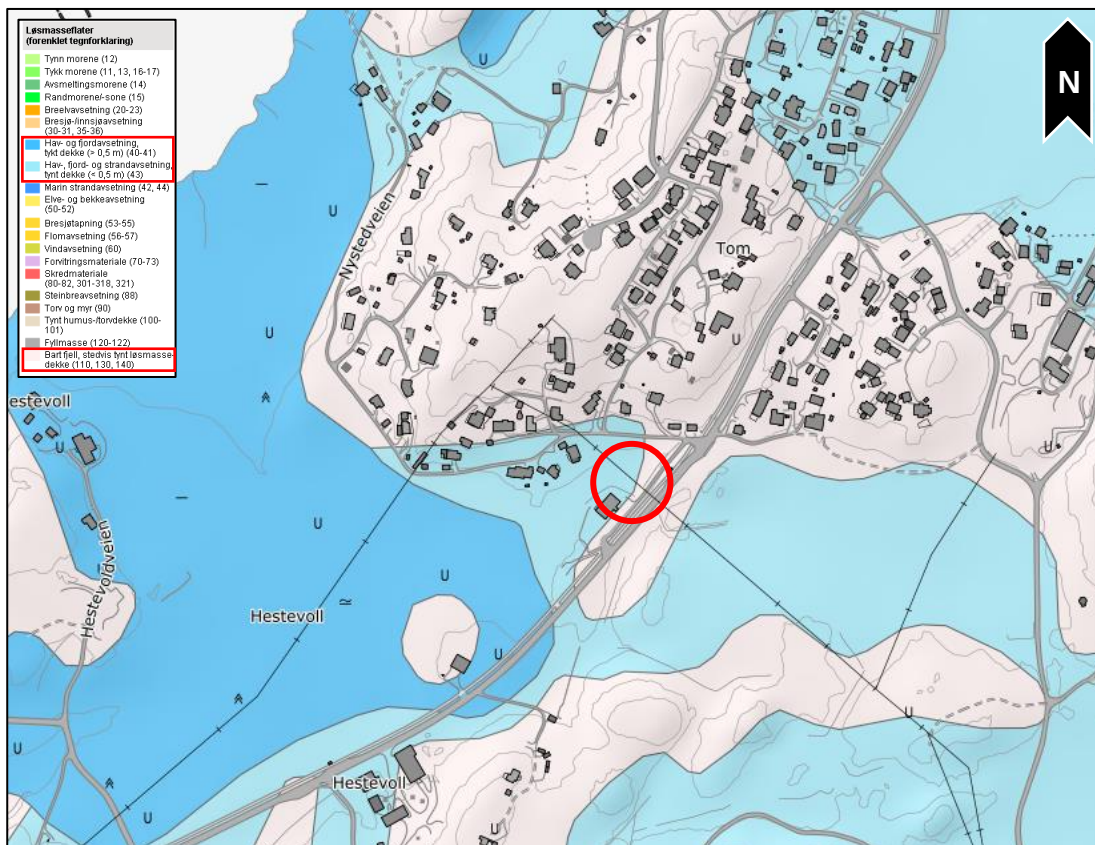 Løsmasseflater
(forenklet tegnforklaring)
Tynn morene (12)
Tykk morene (11, 13, 16-17)
Avsmeltingsmorene (14)
Randmorene/-sone (15)
Breelvavsetning (20-23)
Bresjø-/innsjøavsetning
(30-31, 35-36)
Hav- og fjordavsetning,
tykt dekke (> 0,5 m) (40-41)
Hav-, fjord- og strandavsetning,
tynt dekke (< 0,5 m) (43)
Marin strandavsetning (42, 44)
Elve- og bekkeavsetning
(50-52)
Bresjøtapning (53-55)
Flomavsetning (56-57)
Vindavsetning (60)
Forvitringsmateriale (70-73)
Skredmateriale
(80-82, 301-318, 321)
Steinbreavsetning (88)
Torv og myr (90)
Tynt humus-/torvdekke (100-
101)
Fyllmasse (120-122)
Bart fjell, stedvis tynt løsmasse-
dekke (110, 130, 140)
N
U
U
Nystedveien
Tom
U
U
U
estevoll
U
U
U
Hestevoldveien
U
Hestevoll
U
U
U
U
Hestevoll
U
U
U